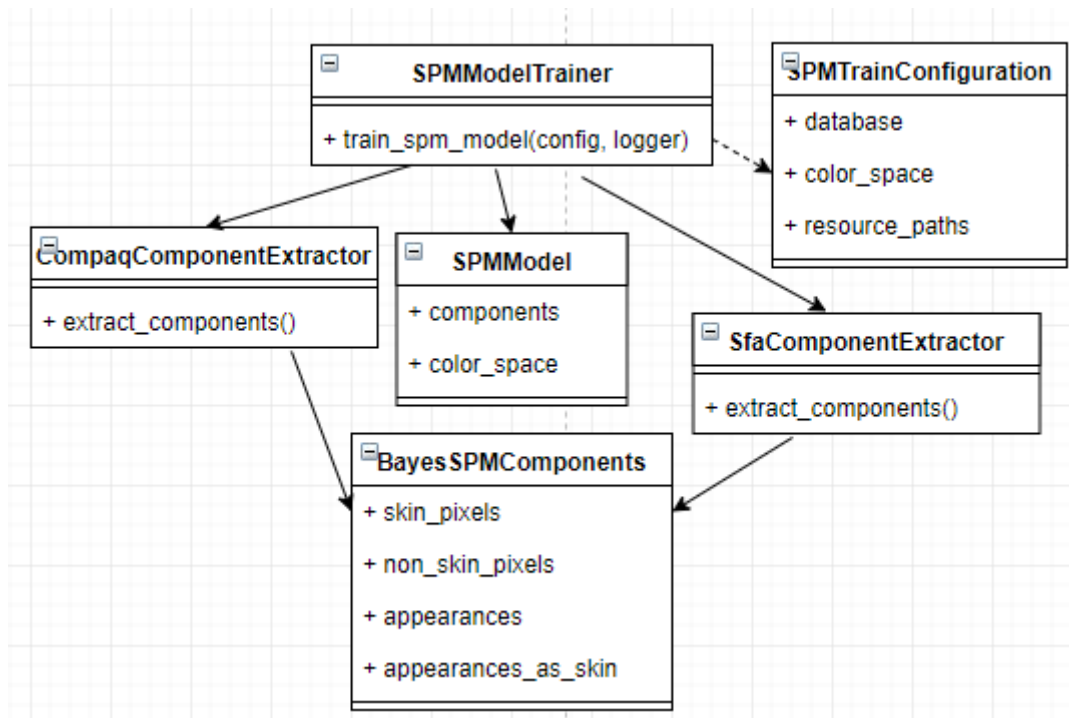 SPMModelTrainer
+ train_spm_model(config, logger)
SPMTrainConfiguration
+ database
+ color_space
+ resource_paths
CompaqComponentExtractor
+ extract_components()
SPMModel
+ components
+ color_space
SfaComponentExtractor
+ extract_components()
BayesSPMComponents
+ skin_pixels
+ non_skin_pixels
+ appearances
+ appearances_as_skin